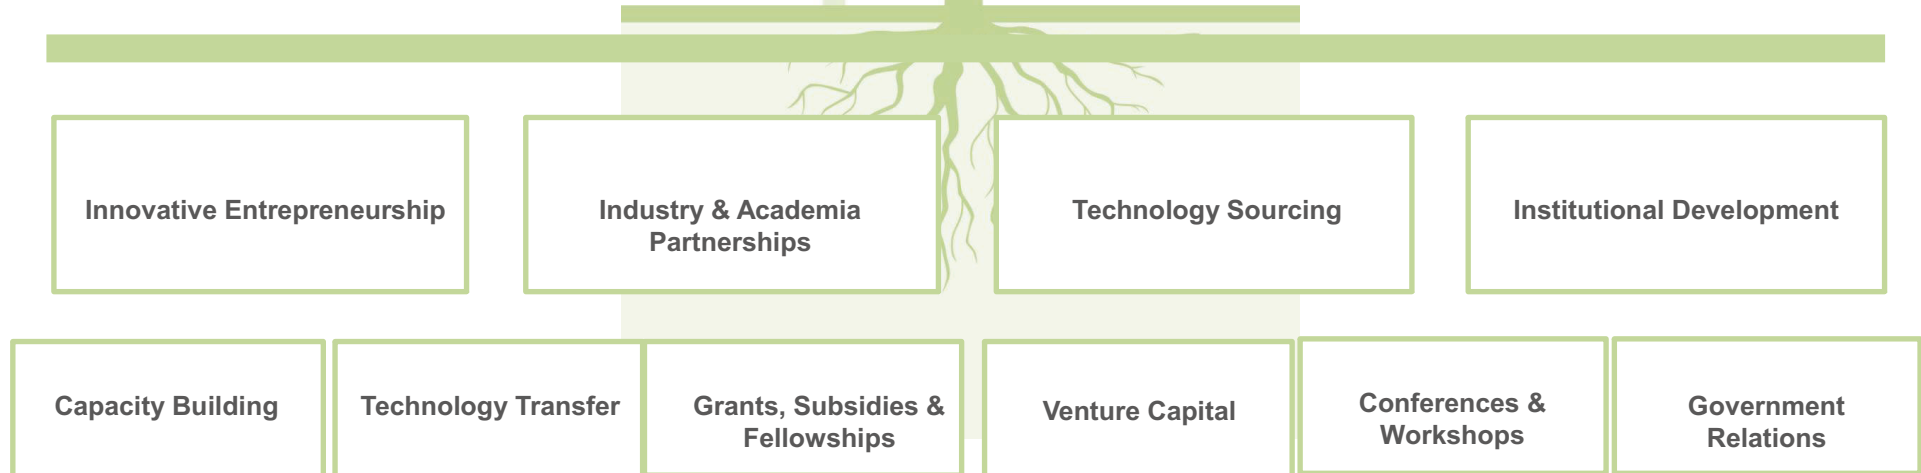 Innovative Entrepreneurship
Industry & Academia
Partnerships
Technology Sourcing
Institutional Development
Capacity Building
Technology Transfer
Grants, Subsidies &
Fellowships
Venture Capital
Conferences &
Workshops
Government
Relations